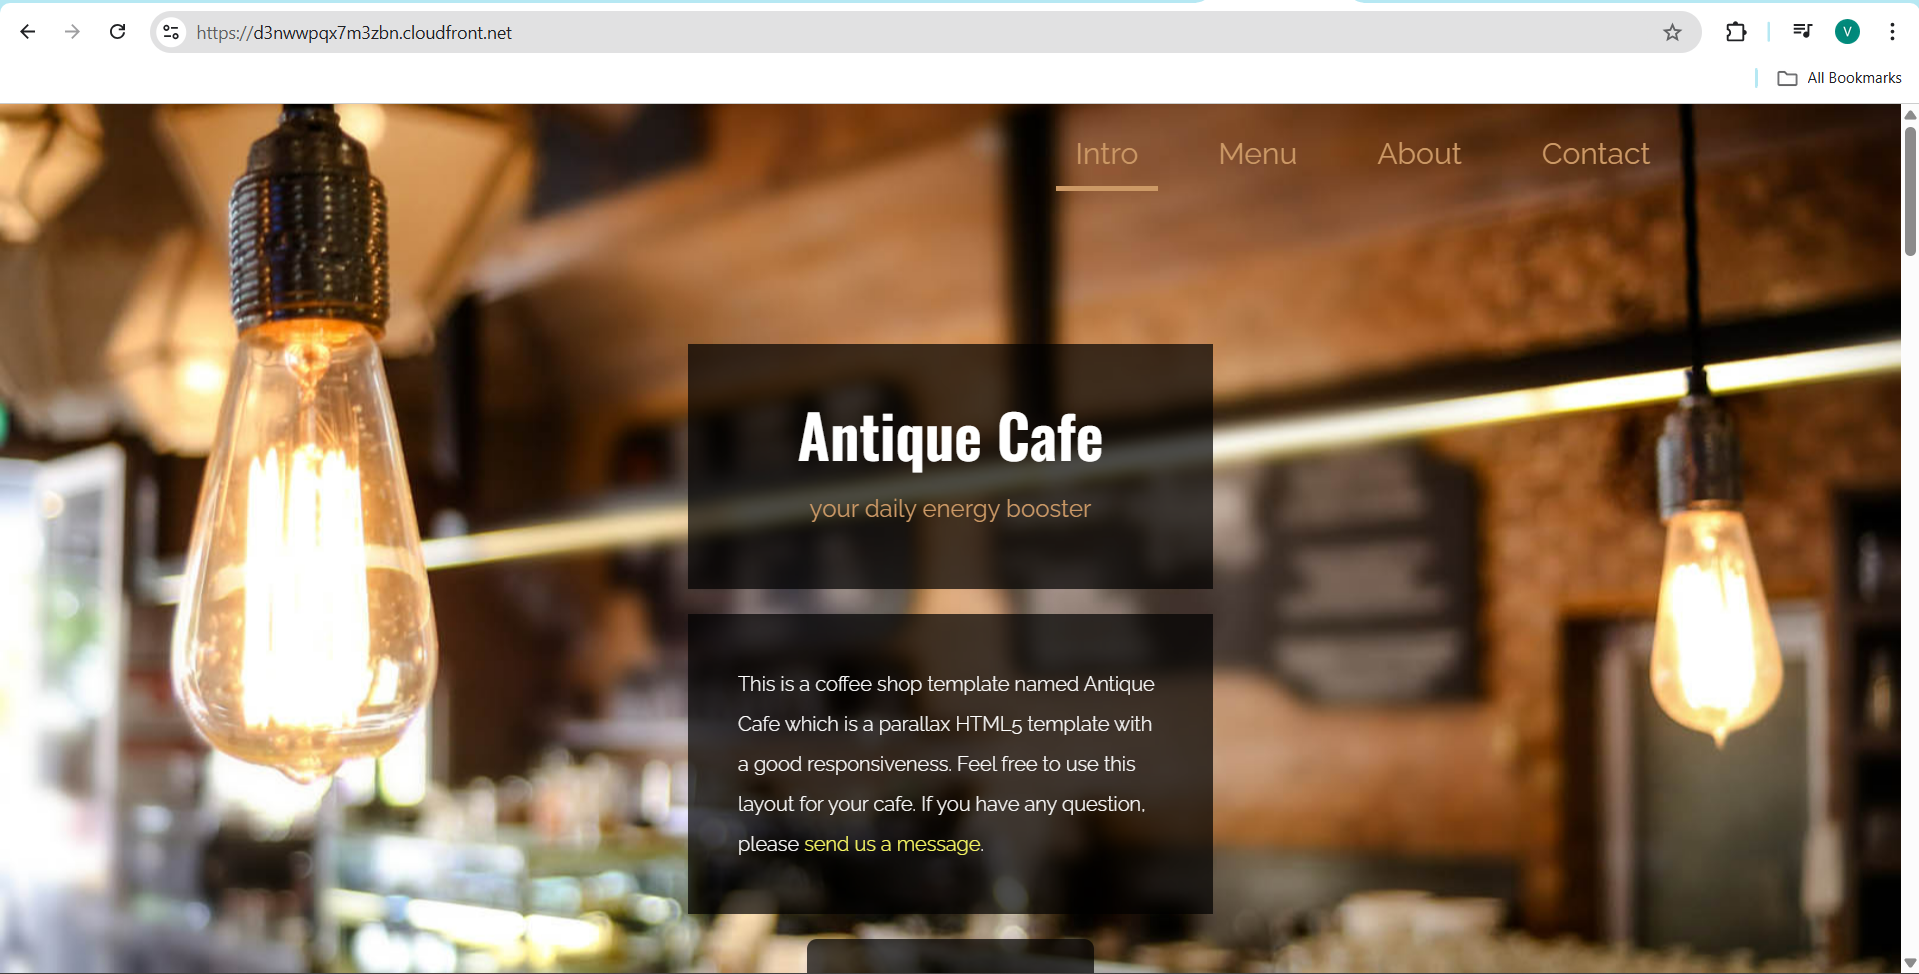 https://d3nwwpqx7m3zbn.cloudfront.net
V
All Bookmarks
Intro Menu About Contact
Antique Cafe
your daily energy booster
This is a coffee shop template named Antique
Cafe which is a parallax HTML5 template with
a good responsiveness. Feel free to use this
layout for your cafe. If you have any question,
please send us a message.